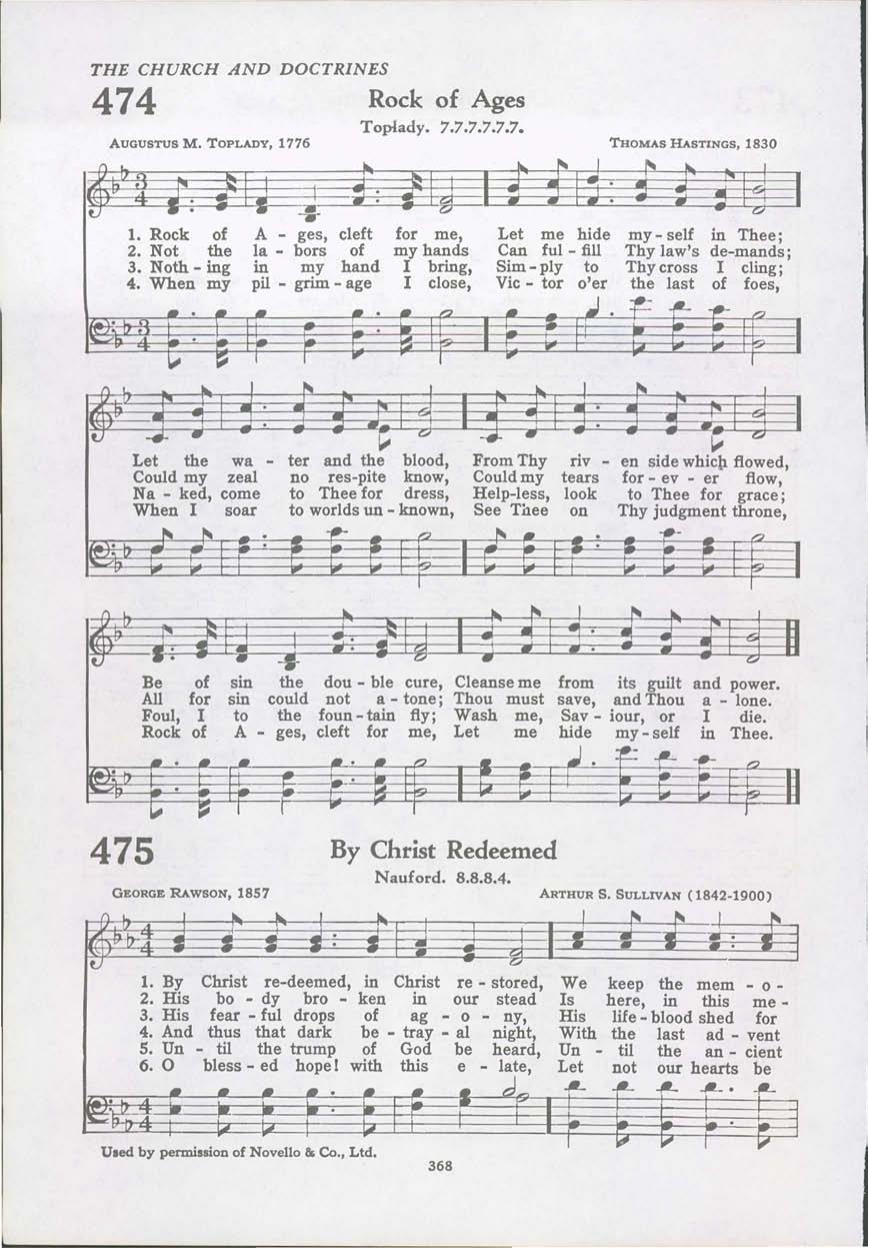 THE CHURCH AND DOCTRINES
474 Rock of Ages
Toplady. 7.7.7.7.7.7.
AUGUSTUS M. TOPLADY, 1776 THOMAS HASTINGS, 1830
3 4
1. Rock of A - ges, cleft for me, Let me hide my - self in Thee;
2. Not the la - bors of my hands Can ful - fill Thy law's de-mands;
3. Noth - ing in my hand I bring, Sim - ply to Thy cross I cling;
4. When my pil - grim - age I close, Vic - tor o'er the last of foes,
3 4
Let the wa - ter and the blood, From Thy riv - en side which flowed,
Could my zeal no res-pite know, Could my tears for - ev - er flow,
Na - ked, come to Thee for dress, Help-less, look to Thee for grace;
When I soar to worlds un - known, See Thee on Thy judgment throne,
Be of sin the dou - ble cure, Cleanse me from its guilt and power.
All for sin could not a - tone; Thou must save, and Thou a - lone.
Foul, I to the foun - tain fly; Wash me, Sav - iour, or I die.
Rock of A - ges, cleft for me, Let me hide my - self in Thee.
475 By Christ Redeemed
Nauford. 8.8.8.4.
GEORGE RAWSON, 1857 ARTHUR S. SULLIVAN (1842-1900)
4 4
1. By Christ re-deemed, in Christ re - stored, We keep the mem - o -
2. His bo - dy bro - ken in our stead Is here, in this me -
3. His fear - ful drops of ag - o - ny, His life - blood shed for
4. And thus that dark be - tray - al night, With the last ad - vent
5. Un - til the trump of God be heard, Un - til the an - cient
6. O bless - ed hope! with this e - late, Let not our hearts be
4 4
Used by permission of Novello & Co., Ltd.
368